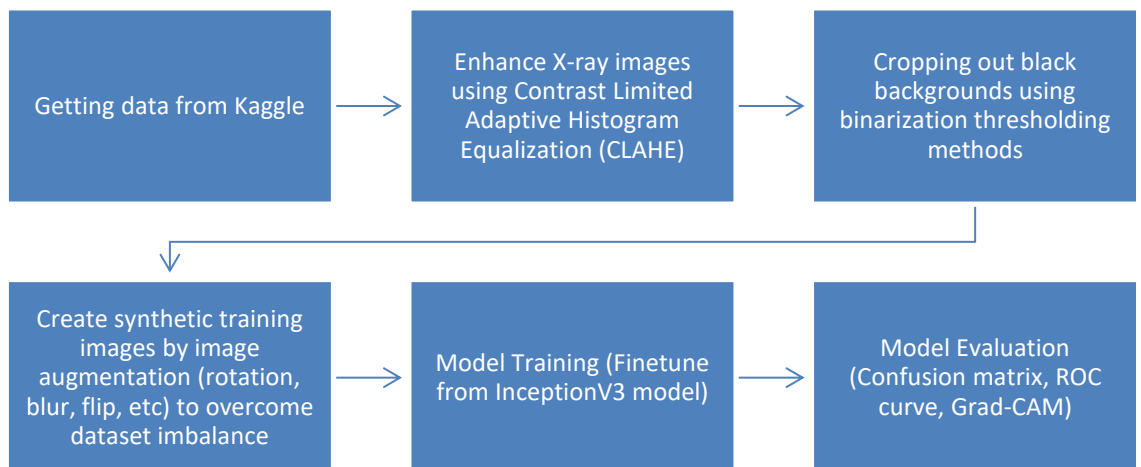 Getting data from Kaggle
Enhance X-ray images
using Contrast Limited
Adaptive Histogram
Equalization (CLAHE)
Cropping out black
backgrounds using
binarization thresholding
methods
Create synthetic training
images by image
augmentation (rotation,
blur, flip, etc) to overcome
dataset imbalance
Model Training (Finetune
from InceptionV3 model)
Model Evaluation
(Confusion matrix, ROC
curve, Grad-CAM)